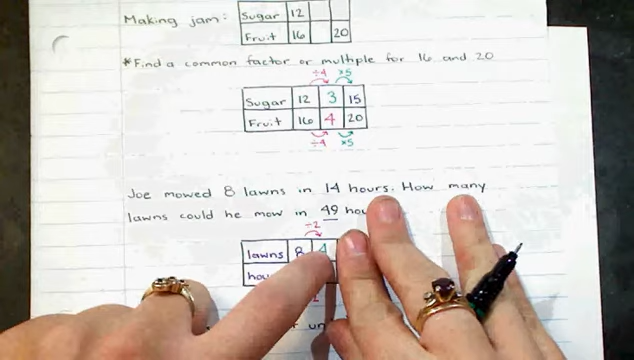 Making jam: Sugar 12
Fruit 16 20
*Find a common factor or multiple for 16 and 20
÷4 ×5
Sugar 12 3 15
Fruit 16 4 20
÷4 ×5
Joe mowed 8 lawns in 14 hours. How many
lawns could he mow in 49
÷2
lawns 8 4